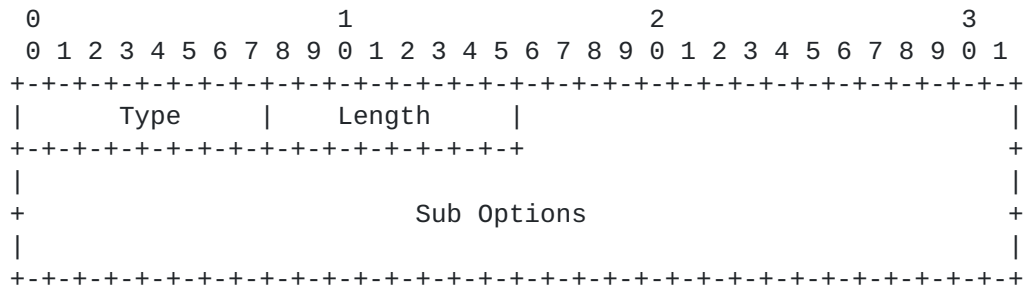 0                   1                   2                   3
 0 1 2 3 4 5 6 7 8 9 0 1 2 3 4 5 6 7 8 9 0 1 2 3 4 5 6 7 8 9 0 1
+-+-+-+-+-+-+-+-+-+-+-+-+-+-+-+-+-+-+-+-+-+-+-+-+-+-+-+-+-+-+-+-+
|      Type     |    Length     |                               |
+-+-+-+-+-+-+-+-+-+-+-+-+-+-+-+-+                               +
|                                                               |
+                         Sub Options                           +
|                                                               |
+-+-+-+-+-+-+-+-+-+-+-+-+-+-+-+-+-+-+-+-+-+-+-+-+-+-+-+-+-+-+-+-+